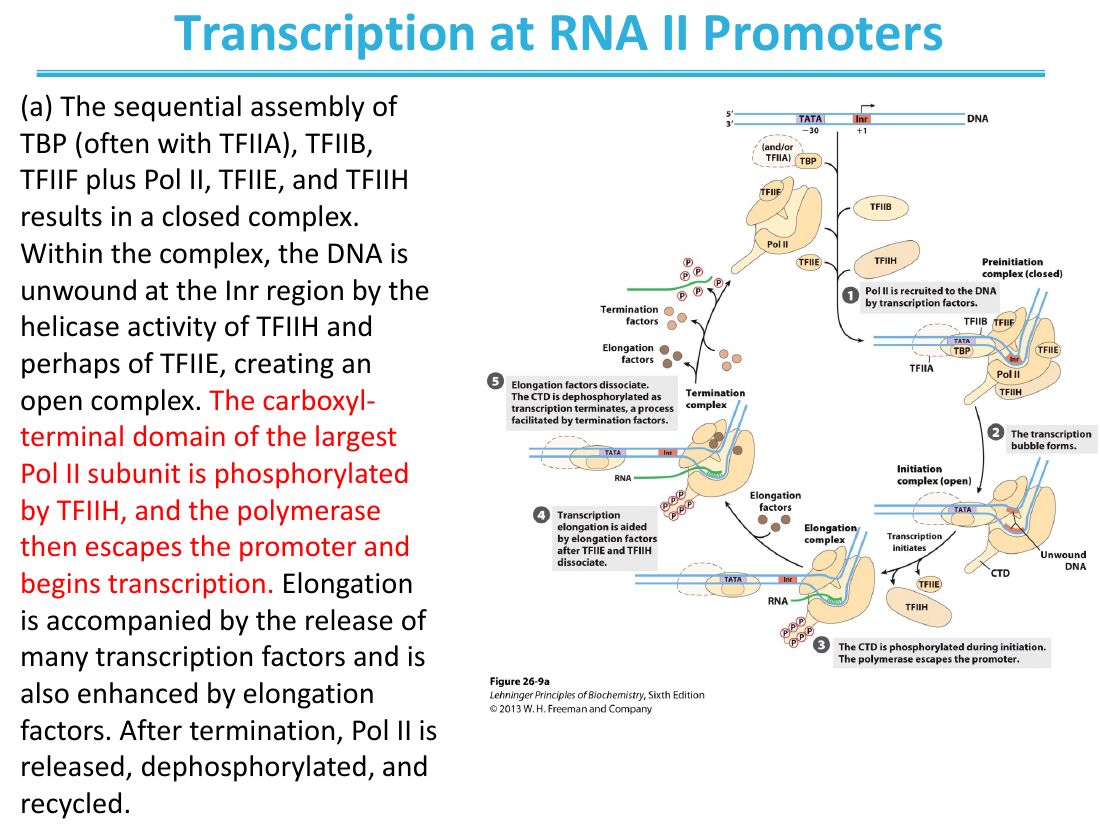 Transcription at RNA II Promoters
(a) The sequential assembly of
TBP (often with TFIIA), TFIIB,
TFIIF plus Pol II, TFIIE, and TFIIH
results in a closed complex.
Within the complex, the DNA is
unwound at the Inr region by the
helicase activity of TFIIH and
perhaps of TFIIE, creating an
open complex. The carboxyl-
terminal domain of the largest
Pol II subunit is phosphorylated
by TFIIH, and the polymerase
then escapes the promoter and
begins transcription. Elongation
is accompanied by the release of
many transcription factors and is
also enhanced by elongation
factors. After termination, Pol II is
released, dephosphorylated, and
recycled.
5′
3′
TATA
Inr
DNA
−30
+1
(and/or
TFIIA)
TBP
TFIIF
TFIIB
Pol II
TFIIE
TFIIH
Preinitiation
complex (closed)
1 Pol II is recruited to the DNA
by transcription factors.
TFIIB
TFIIF
TATA
TBP
TFIIE
Inr
TFIIA
Pol II
TFIIH
2 The transcription
bubble forms.
Initiation
complex (open)
TATA
Transcription
initiates
Unwound
DNA
CTD
TFIIE
TFIIH
3 The CTD is phosphorylated during initiation.
The polymerase escapes the promoter.
Elongation
complex
TATA
Inr
RNA
P P P P P P P
Elongation
factors
4 Transcription
elongation is aided
by elongation factors
after TFIIE and TFIIH
dissociate.
Termination
complex
TATA
Inr
RNA
P P P P P P P
5 Elongation factors dissociate.
The CTD is dephosphorylated as
transcription terminates, a process
facilitated by termination factors.
Elongation
factors
Termination
factors
P P P P P P
Figure 26-9a
Lehninger Principles of Biochemistry, Sixth Edition
© 2013 W. H. Freeman and Company